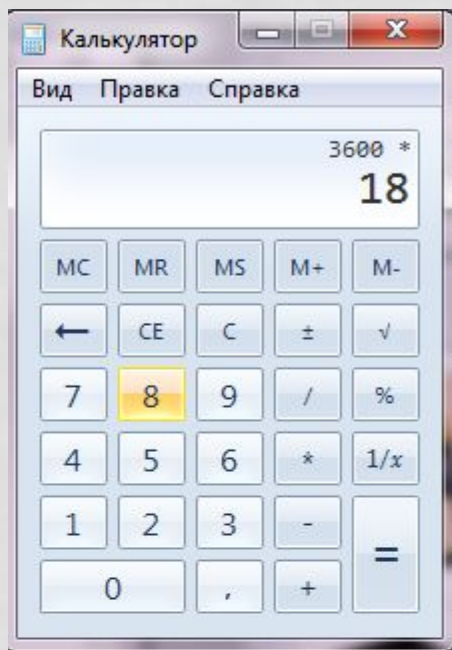 Калькулятор
Вид Правка Справка
3600 *
18
MC MR MS M+ M-
← CE C ± √
7 8 9 / %
4 5 6 * 1/x
1 2 3 - =
0 , +